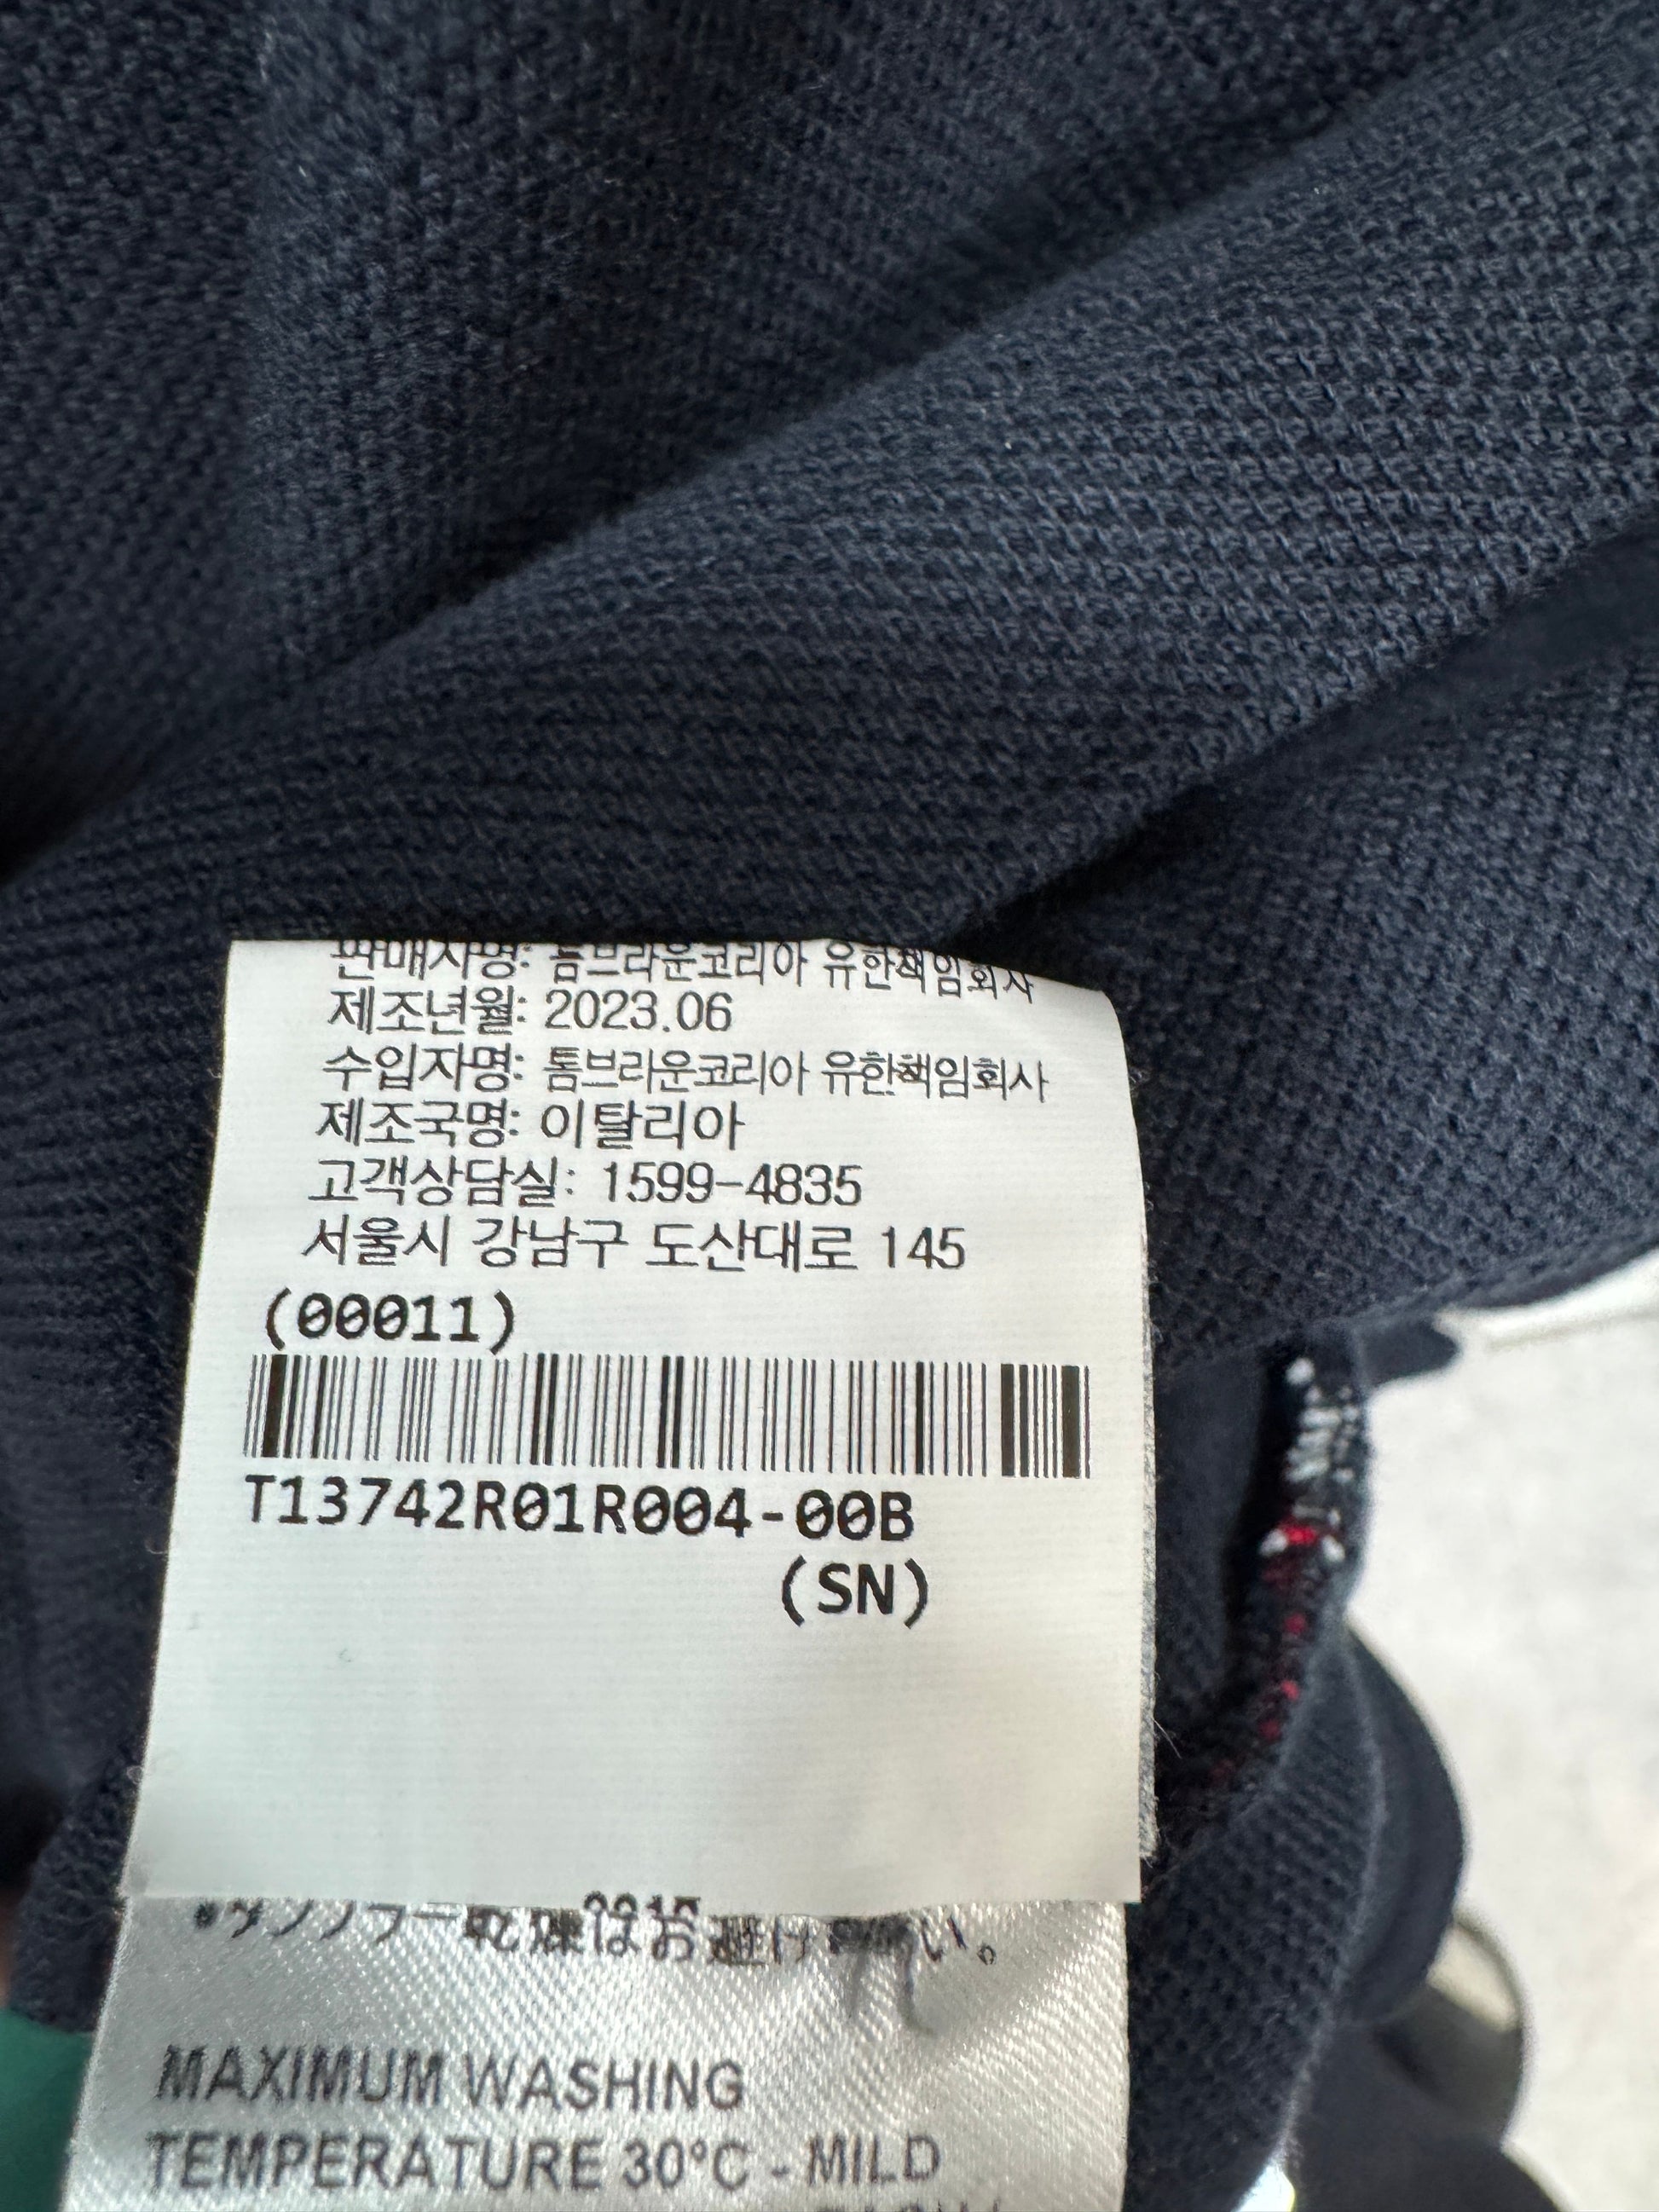 판매자명: 톰브라운코리아 유한책임회사
제조년월: 2023.06
수입자명: 톰브라운코리아 유한책임회사
제조국명: 이탈리아
고객상담실: 1599-4835
서울시 강남구 도산대로 145
(00011)
T13742R01R004-00B
(SN)
MAXIMUM WASHING
TEMPERATURE 30°C - MILD